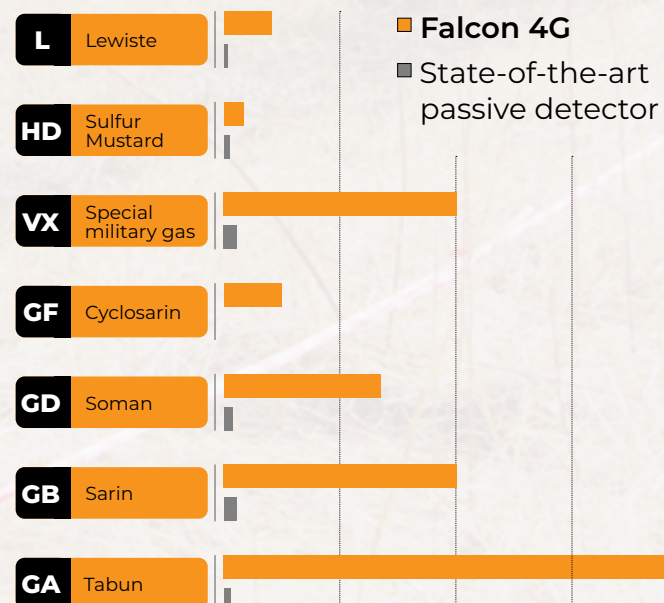 L Lewiste
HD Sulfur
Mustard
VX Special
military gas
GF Cyclosarin
GD Soman
GB Sarin
GA Tabun
Falcon 4G
State-of-the-art
passive detector